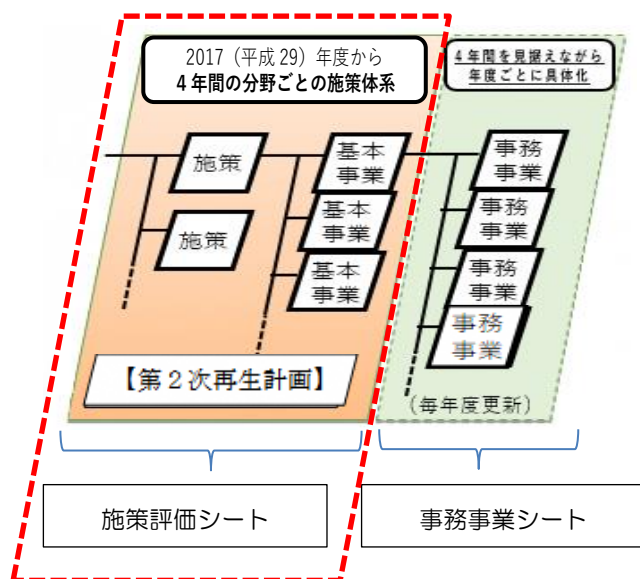 2017（平成 29）年度から
4 年間の分野ごとの施策体系
4年間を見据えながら
年度ごとに具体化
施策
施策
基本
事業
基本
事業
基本
事業
事務
事業
事務
事業
事務
事業
事務
事業
【第２次再生計画】
(毎年度更新)
施策評価シート
事務事業シート